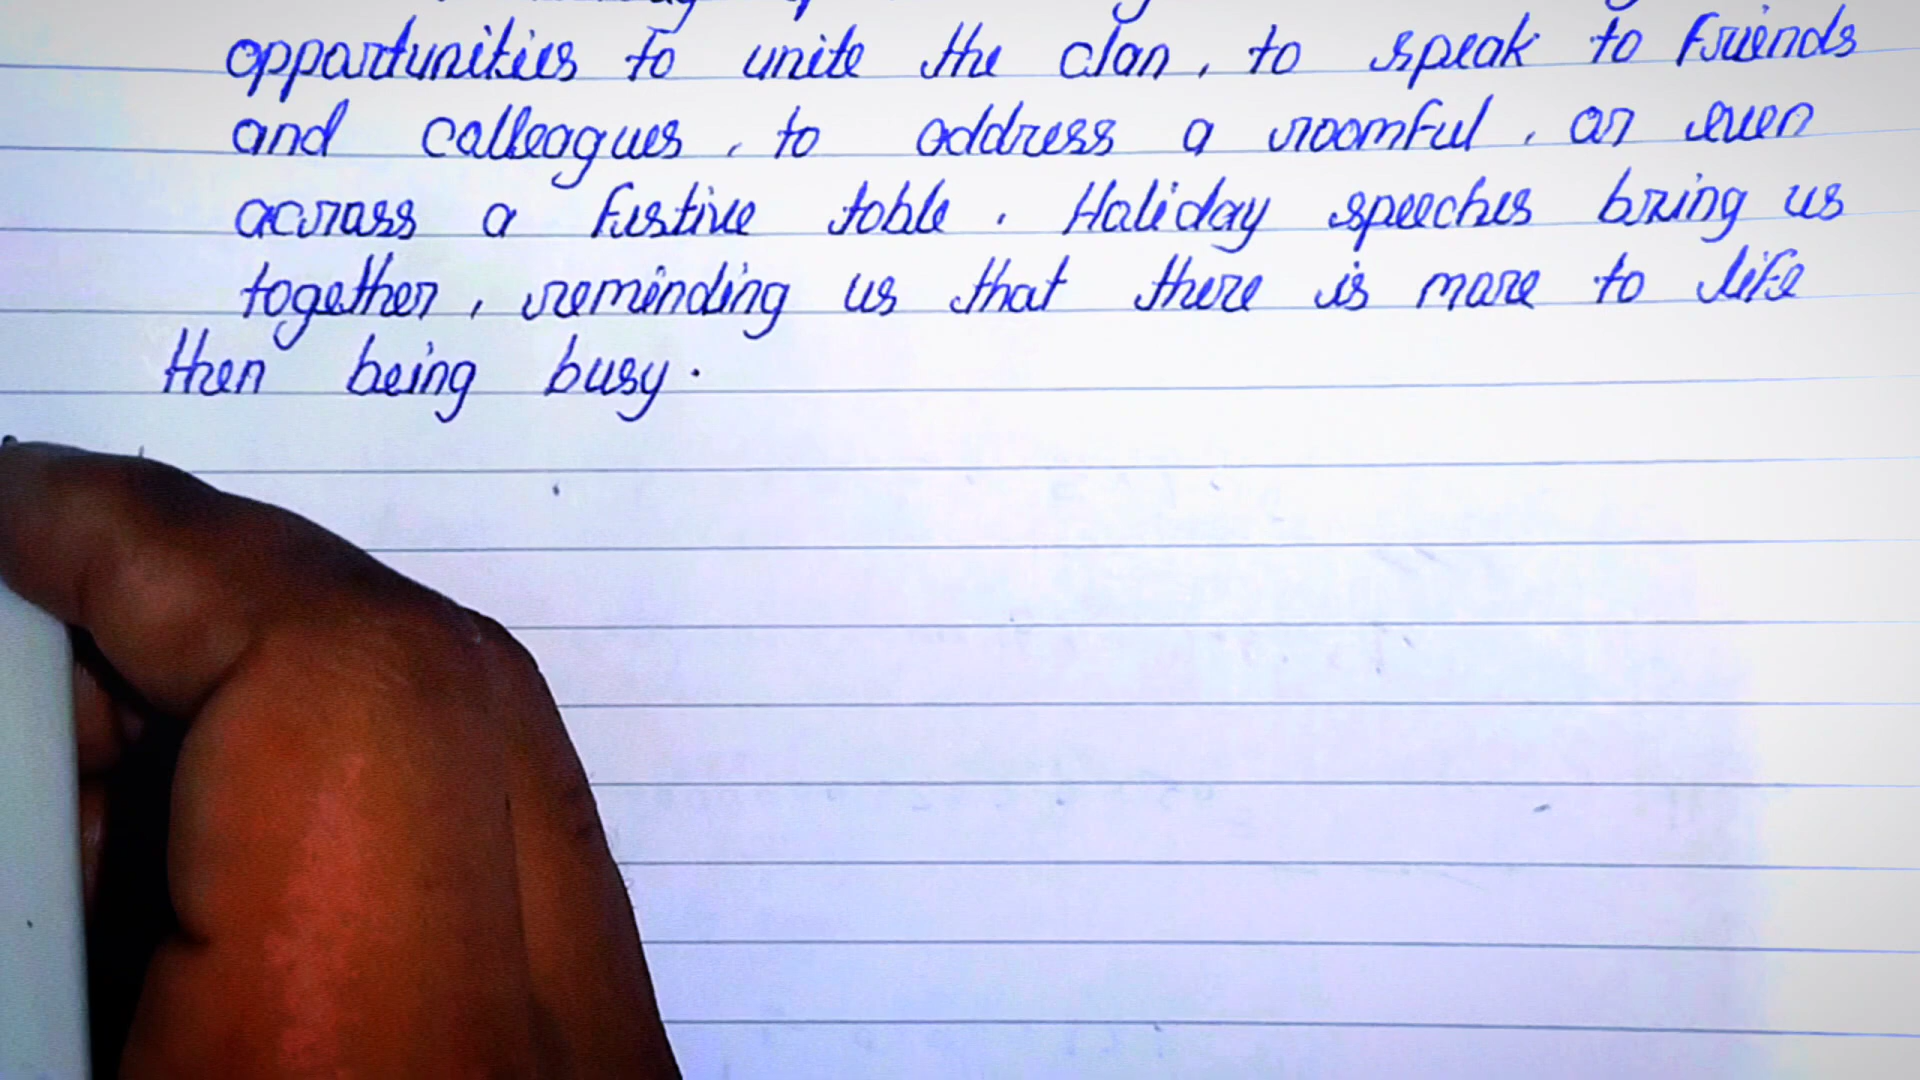 opportunities to unite the clan, to speak to friends
and colleagues, to address a roomful, or even
across a festive table. Holiday speeches bring us
together, reminding us that there is more to life
then being busy.